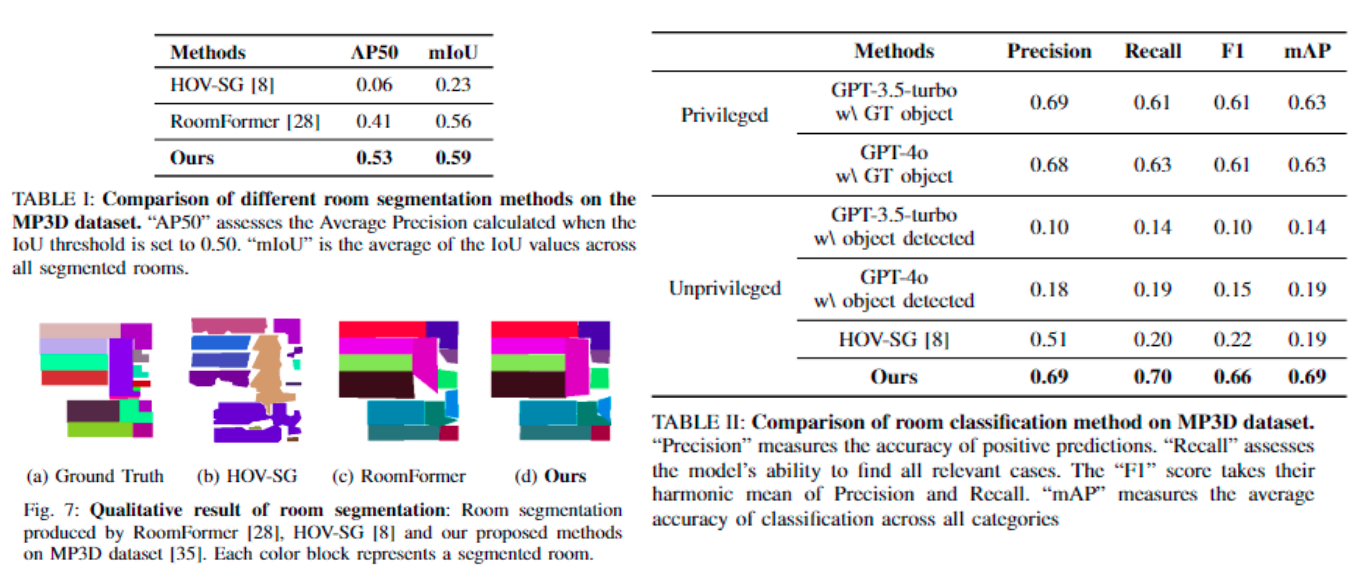 Methods AP50 mIoU
HOV-SG [8] 0.06 0.23
RoomFormer [28] 0.41 0.56
Ours 0.53 0.59
TABLE I: Comparison of different room segmentation methods on the
MP3D dataset. “AP50” assesses the Average Precision calculated when the
IoU threshold is set to 0.50. “mIoU” is the average of the IoU values across
all segmented rooms.
(a) Ground Truth (b) HOV-SG (c) RoomFormer (d) Ours
Fig. 7: Qualitative result of room segmentation: Room segmentation
produced by RoomFormer [28], HOV-SG [8] and our proposed methods
on MP3D dataset [35]. Each color block represents a segmented room.
Methods Precision Recall F1 mAP
Privileged
GPT-3.5-turbo
w\ GT object 0.69 0.61 0.61 0.63
GPT-4o
w\ GT object 0.68 0.63 0.61 0.63
Unprivileged
GPT-3.5-turbo
w\ object detected 0.10 0.14 0.10 0.14
GPT-4o
w\ object detected 0.18 0.19 0.15 0.19
HOV-SG [8] 0.51 0.20 0.22 0.19
Ours 0.69 0.70 0.66 0.69
TABLE II: Comparison of room classification method on MP3D dataset.
“Precision” measures the accuracy of positive predictions. “Recall” assesses
the model’s ability to find all relevant cases. The “F1” score takes their
harmonic mean of Precision and Recall. “mAP” measures the average
accuracy of classification across all categories